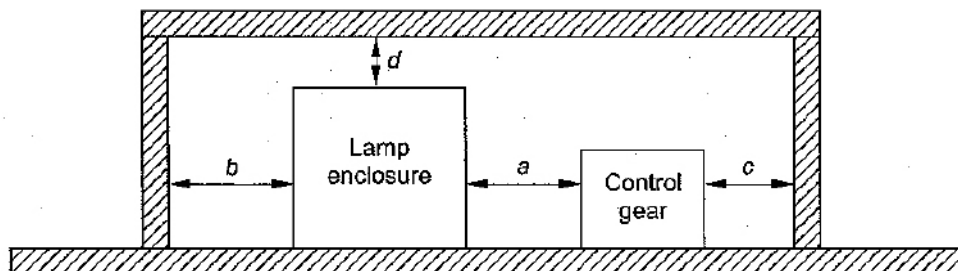 d
Lamp
enclosure
b
a
Control
gear
c